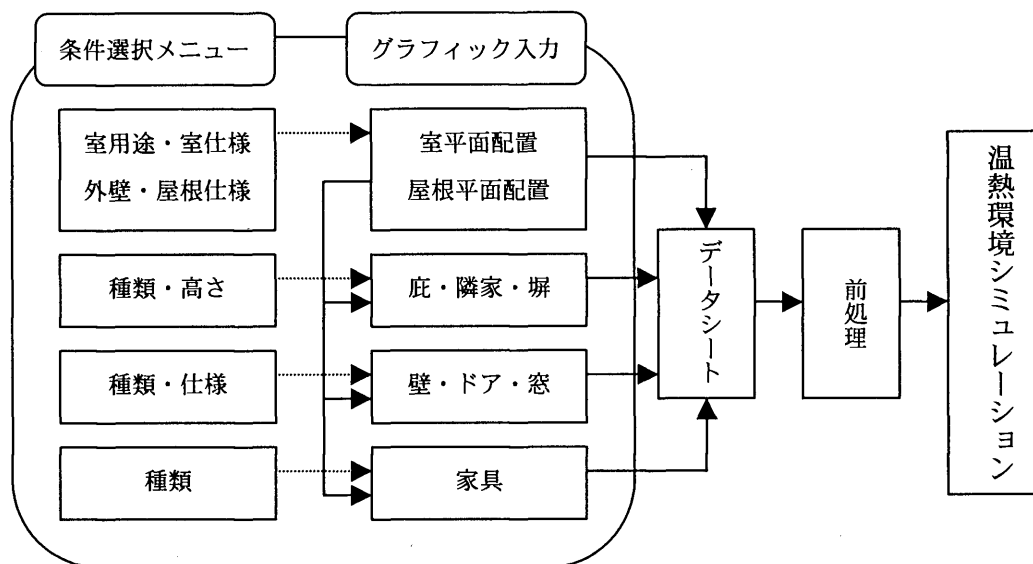 条件選択メニュー
グラフィック入力
室用途・室仕様
外壁・屋根仕様
室平面配置
屋根平面配置
種類・高さ
庇・隣家・塀
種類・仕様
壁・ドア・窓
種類
家具
データシート
前処理
温熱環境シミュレーション